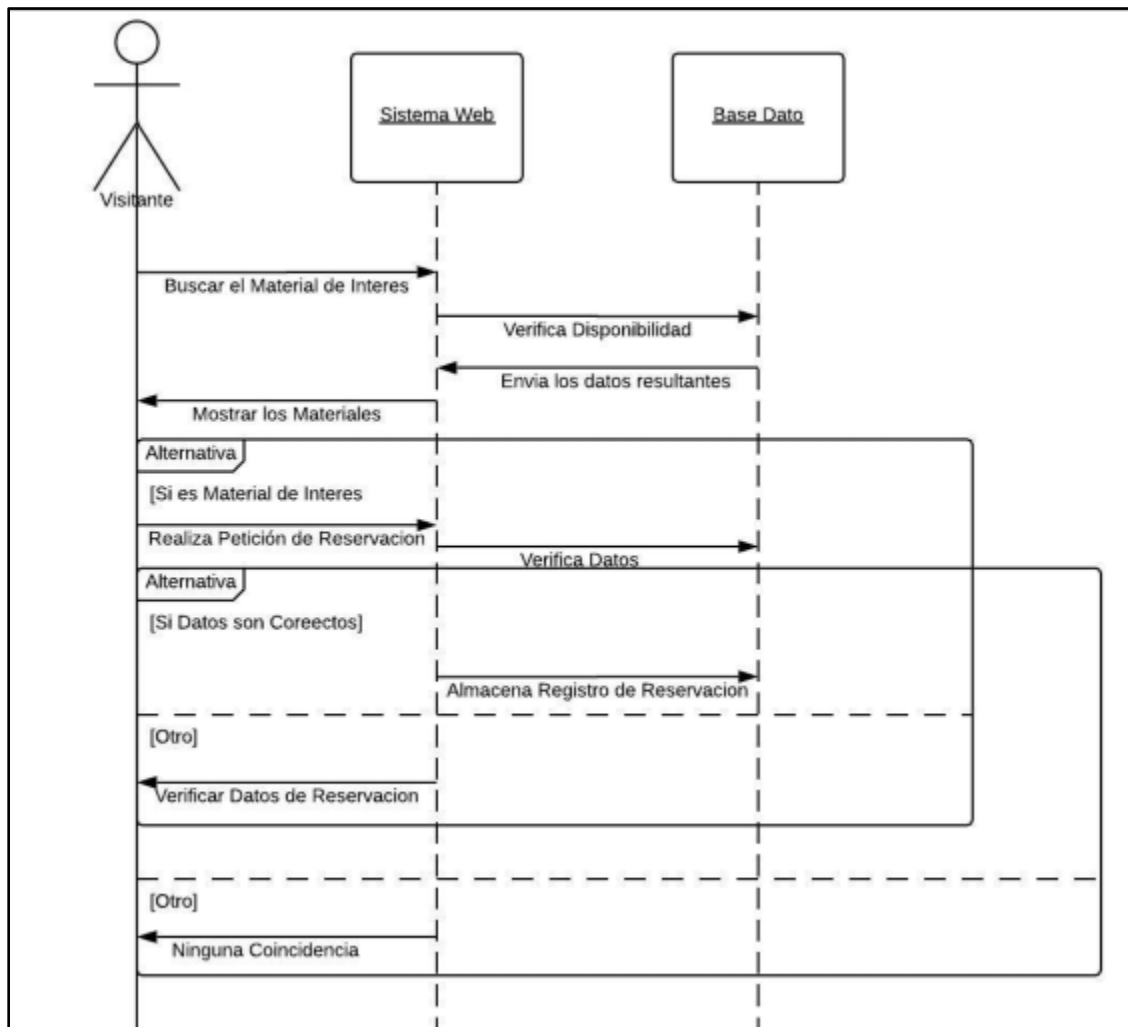 Sistema Web
Base Dato
Visitante
Buscar el Material de Interes
Verifica Disponibilidad
Envia los datos resultantes
Mostrar los Materiales
Alternativa
[Si es Material de Interes
Realiza Petición de Reservacion
Verifica Datos
Alternativa
[Si Datos son Coreectos]
Almacena Registro de Reservacion
[Otro]
Verificar Datos de Reservacion
[Otro]
Ninguna Coincidencia